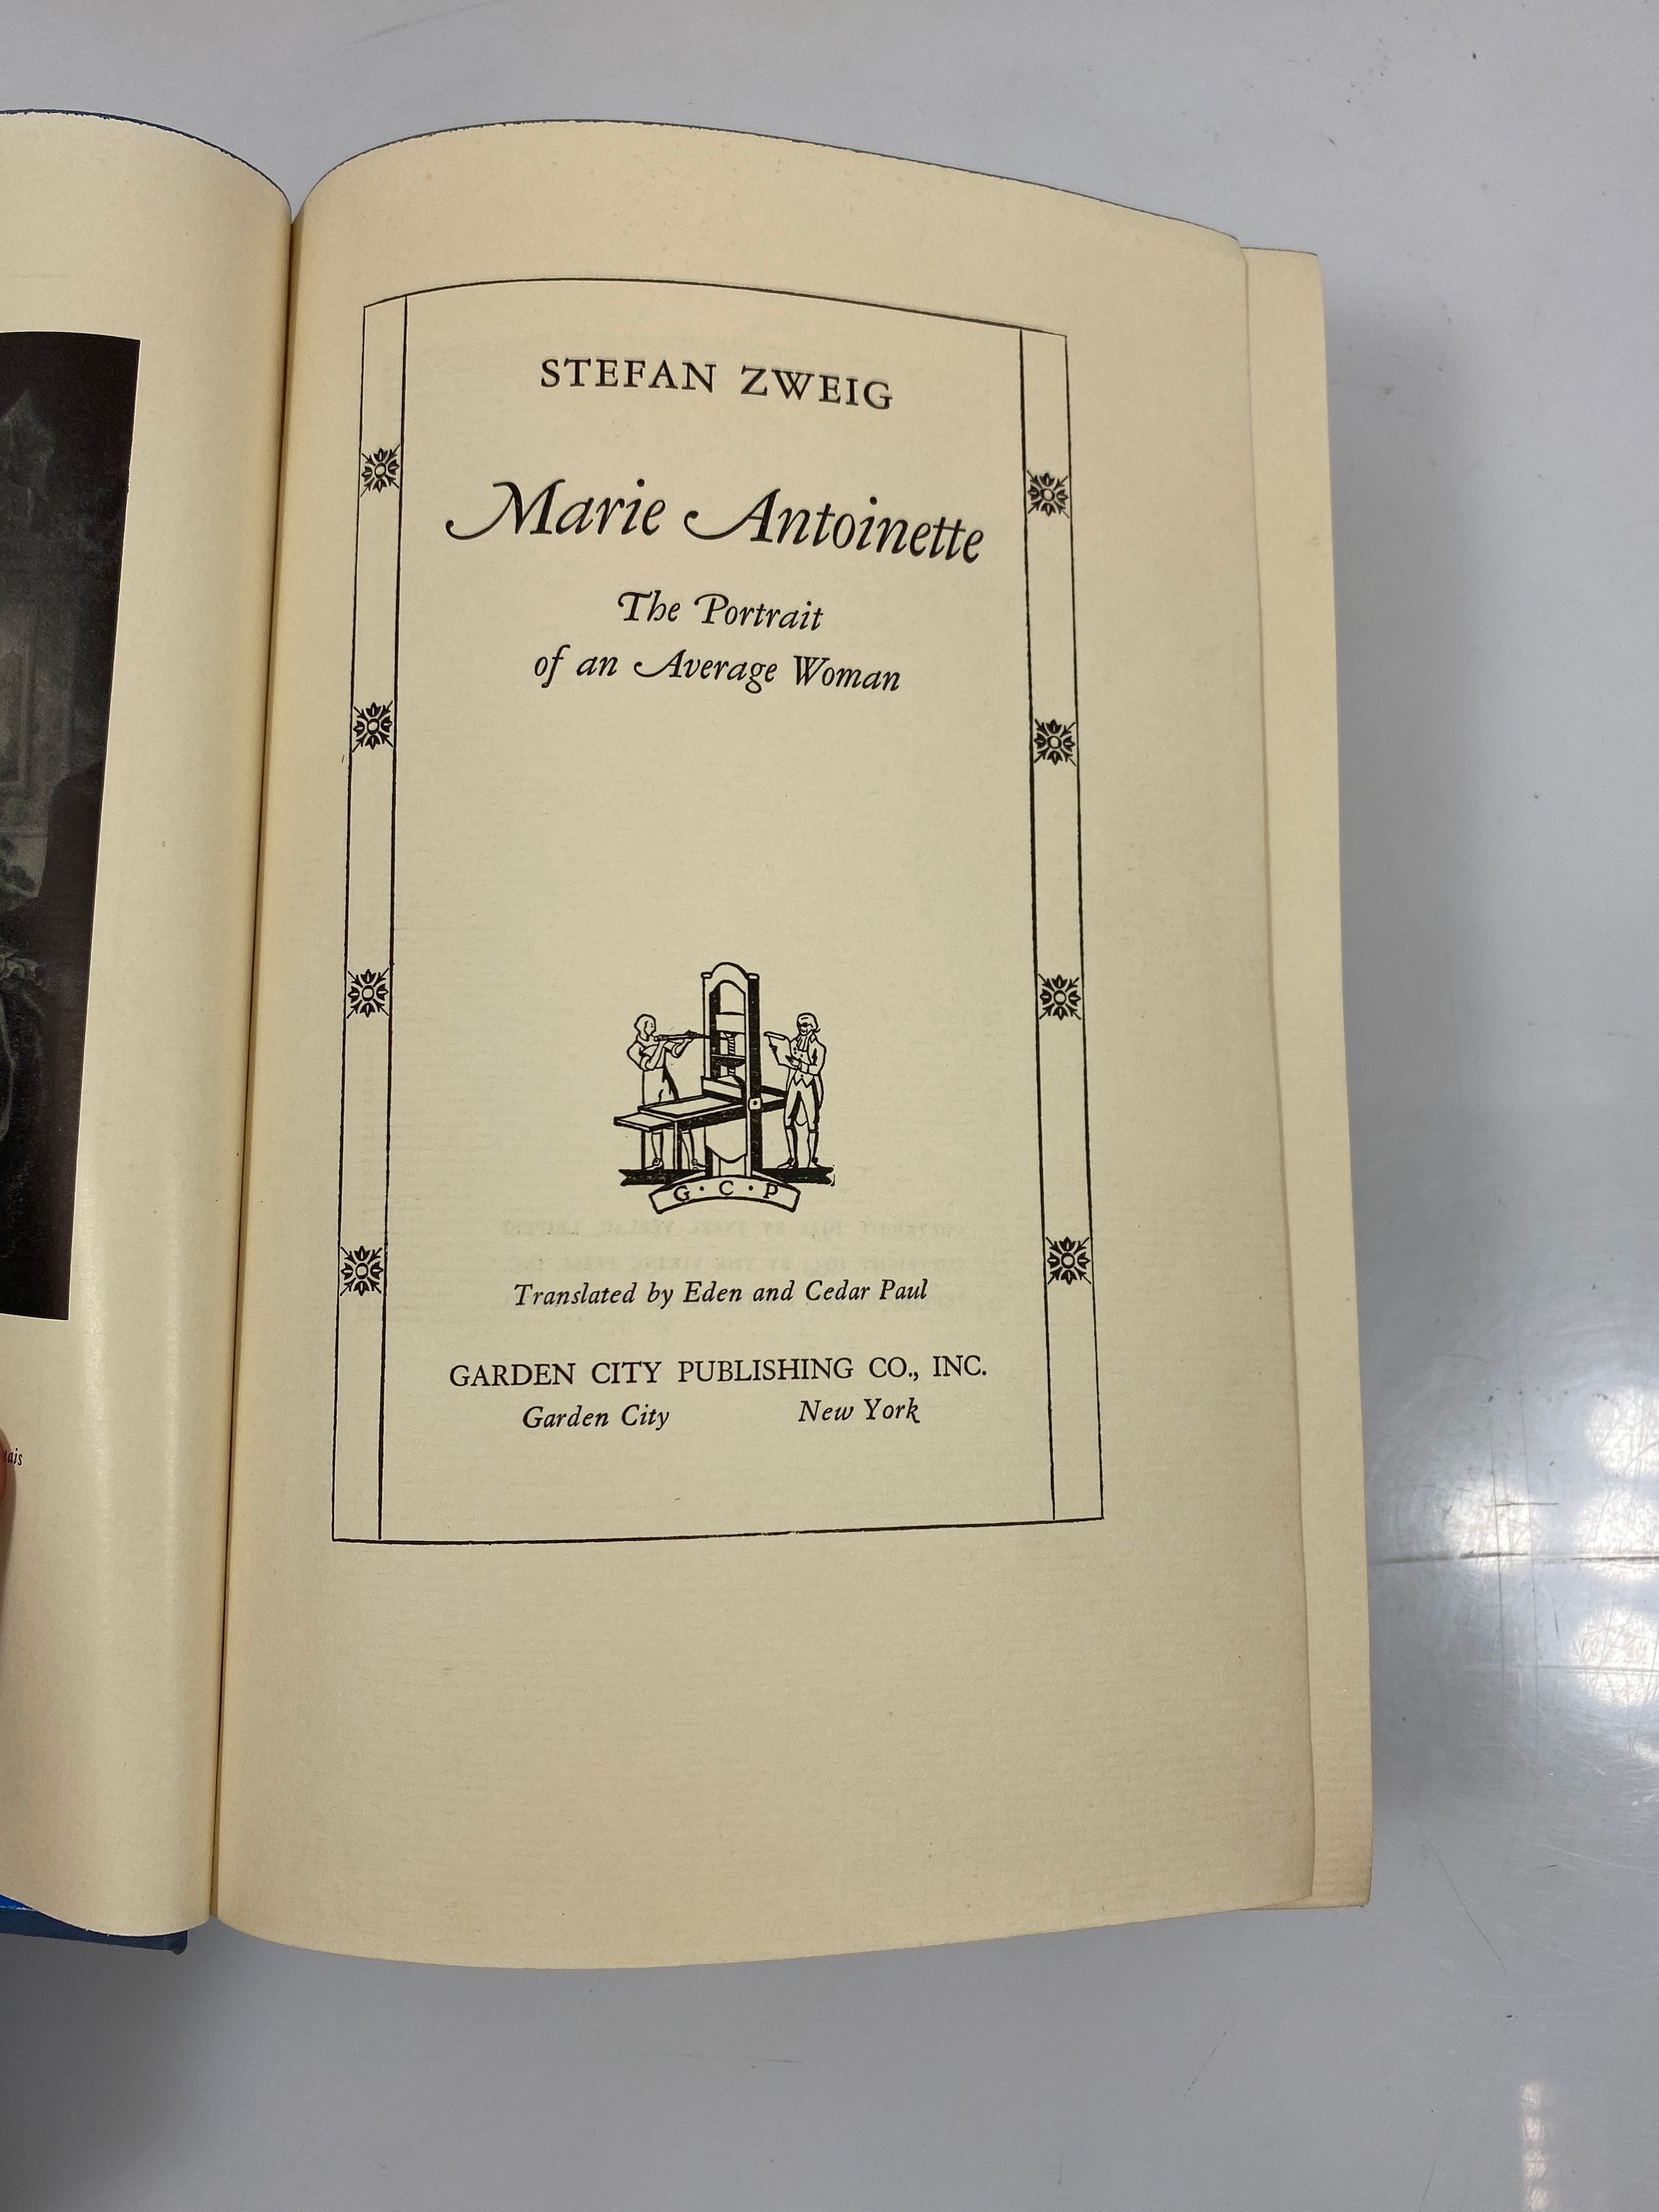 STEFAN ZWEIG
Marie Antoinette
The Portrait
of an Average Woman
G · C · P
Translated by Eden and Cedar Paul
GARDEN CITY PUBLISHING CO., INC.
Garden City New York